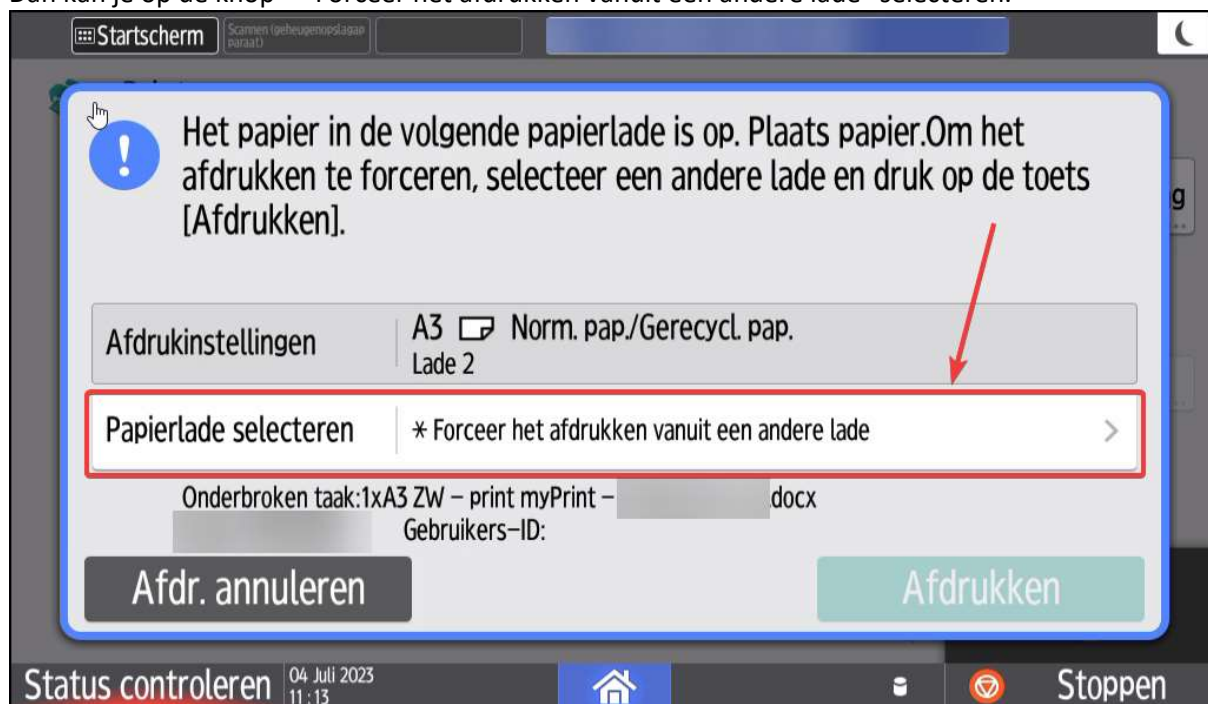 Dan kan je op de knop " * Forceer het afdrukken vanuit een andere lade" selecteren.
Startscherm
Scannen (geheugenopslagap
paraat)
Het papier in de volgende papierlade is op. Plaats papier.Om het
afdrukken te forceren, selecteer een andere lade en druk op de toets
[Afdrukken].
g
Afdrukinstellingen
A3 Norm. pap./Gerecycl. pap.
Lade 2
Papierlade selecteren
* Forceer het afdrukken vanuit een andere lade
Onderbroken taak:1xA3 ZW – print myPrint – .docx
Gebruikers–ID:
Afdr. annuleren
Afdrukken
Status controleren
04 Juli 2023
11 : 13
Stoppen